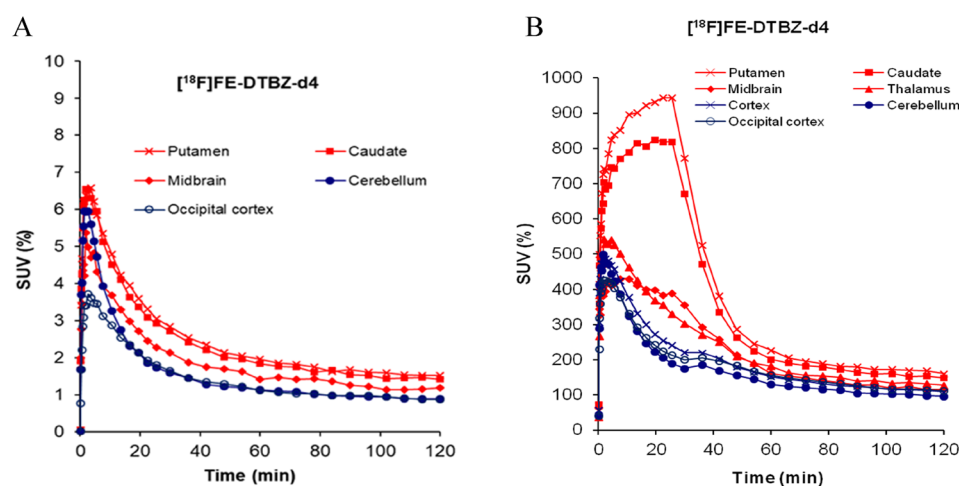 A
[¹⁸F]FE-DTBZ-d4
Putamen
Caudate
Midbrain
Cerebellum
Occipital cortex
SUV (%)
10
9
8
7
6
5
4
3
2
1
0
0 20 40 60 80 100 120
Time (min)
B
[¹⁸F]FE-DTBZ-d4
Putamen
Caudate
Midbrain
Thalamus
Cortex
Cerebellum
Occipital cortex
SUV (%)
1000
900
800
700
600
500
400
300
200
100
0
0 20 40 60 80 100 120
Time (min)